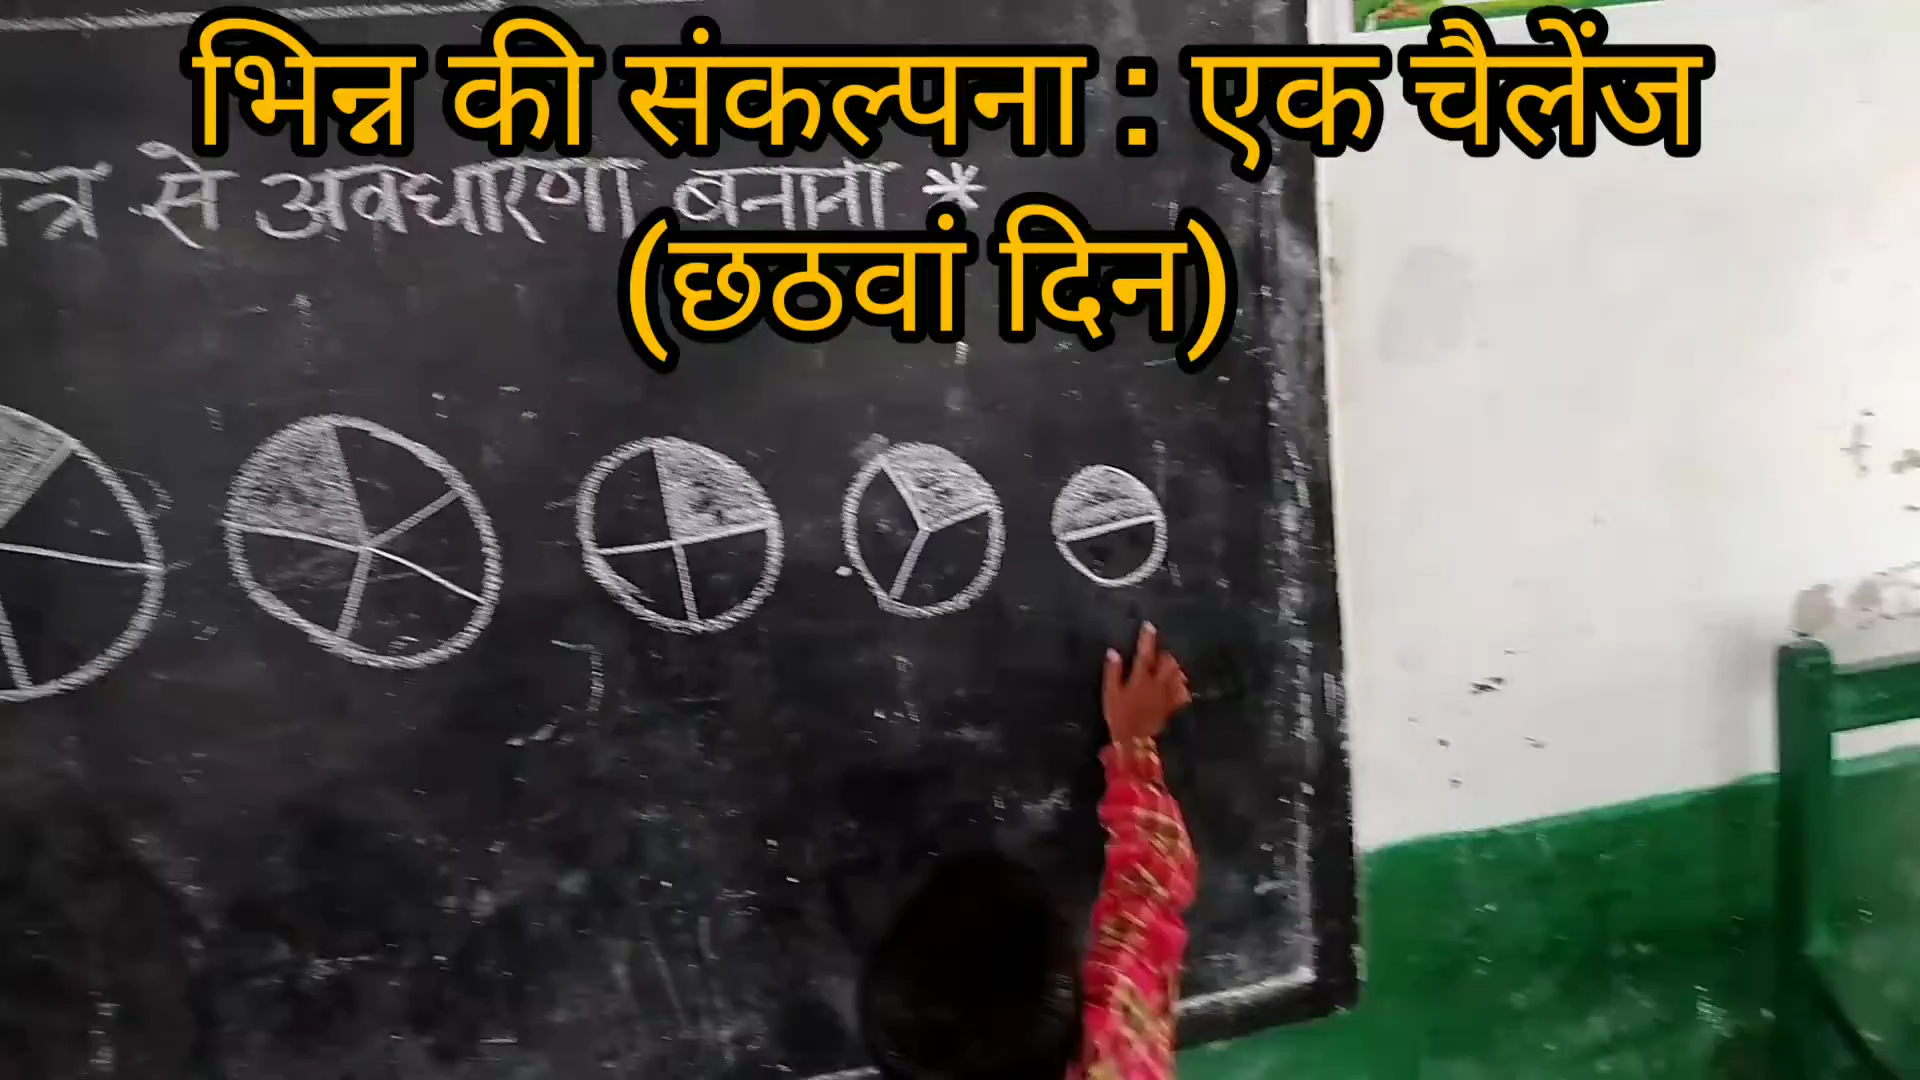 भिन्न की संकल्पना : एक चैलेंज
से अवधारणा बनाना *
(छठवां दिन)